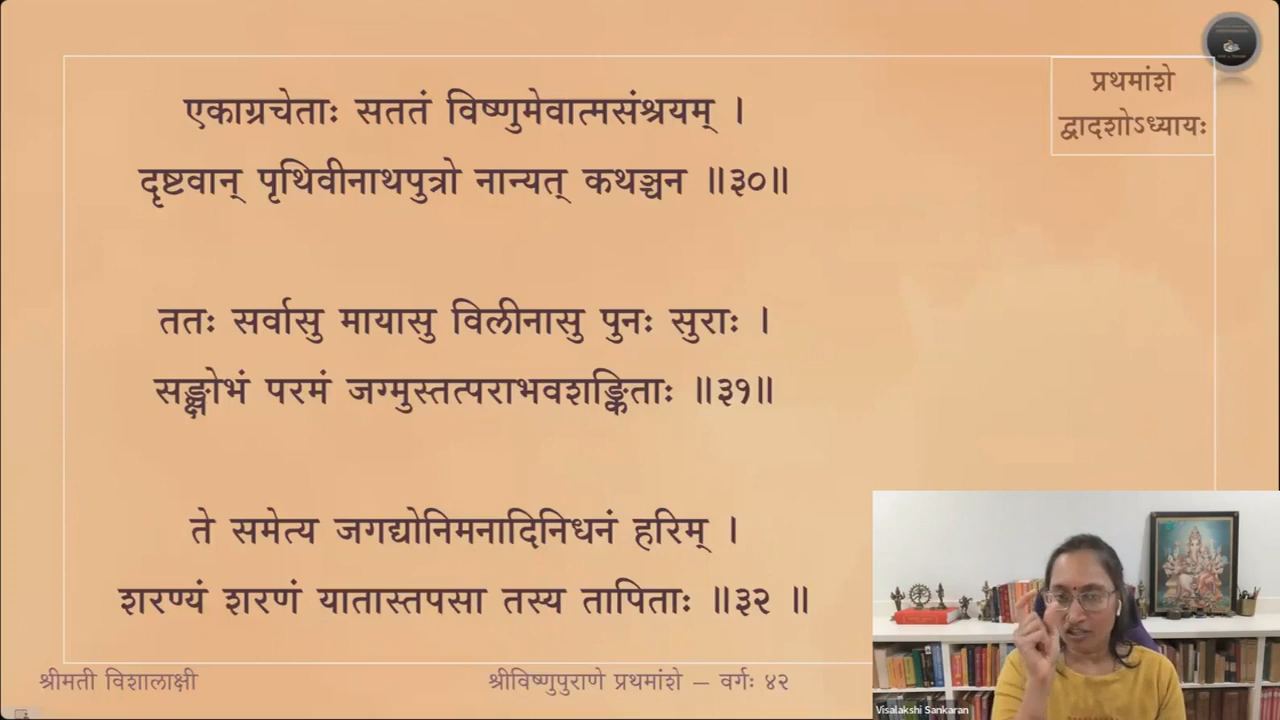 प्रथमांशे
द्वादशोऽध्यायः
एकाग्रचेताः सततं विष्णुमेवात्मसंश्रयम् ।
दृष्टवान् पृथिवीनाथपुत्रो नान्यत् कथञ्चन ॥३०॥
ततः सर्वासु मायासु विलीनासु पुनः सुराः ।
सङ्क्षोभं परमं जग्मुस्तत्पराभवशङ्किताः ॥३१॥
ते समेत्य जगद्योनिमनादिनिधनं हरिम् ।
शरण्यं शरणं यातास्तपसा तस्य तापिताः ॥३२ ॥
श्रीमती विशालाक्षी
श्रीविष्णुपुराणे प्रथमांशे – वर्गः ४२
Visalakshi Sankaran